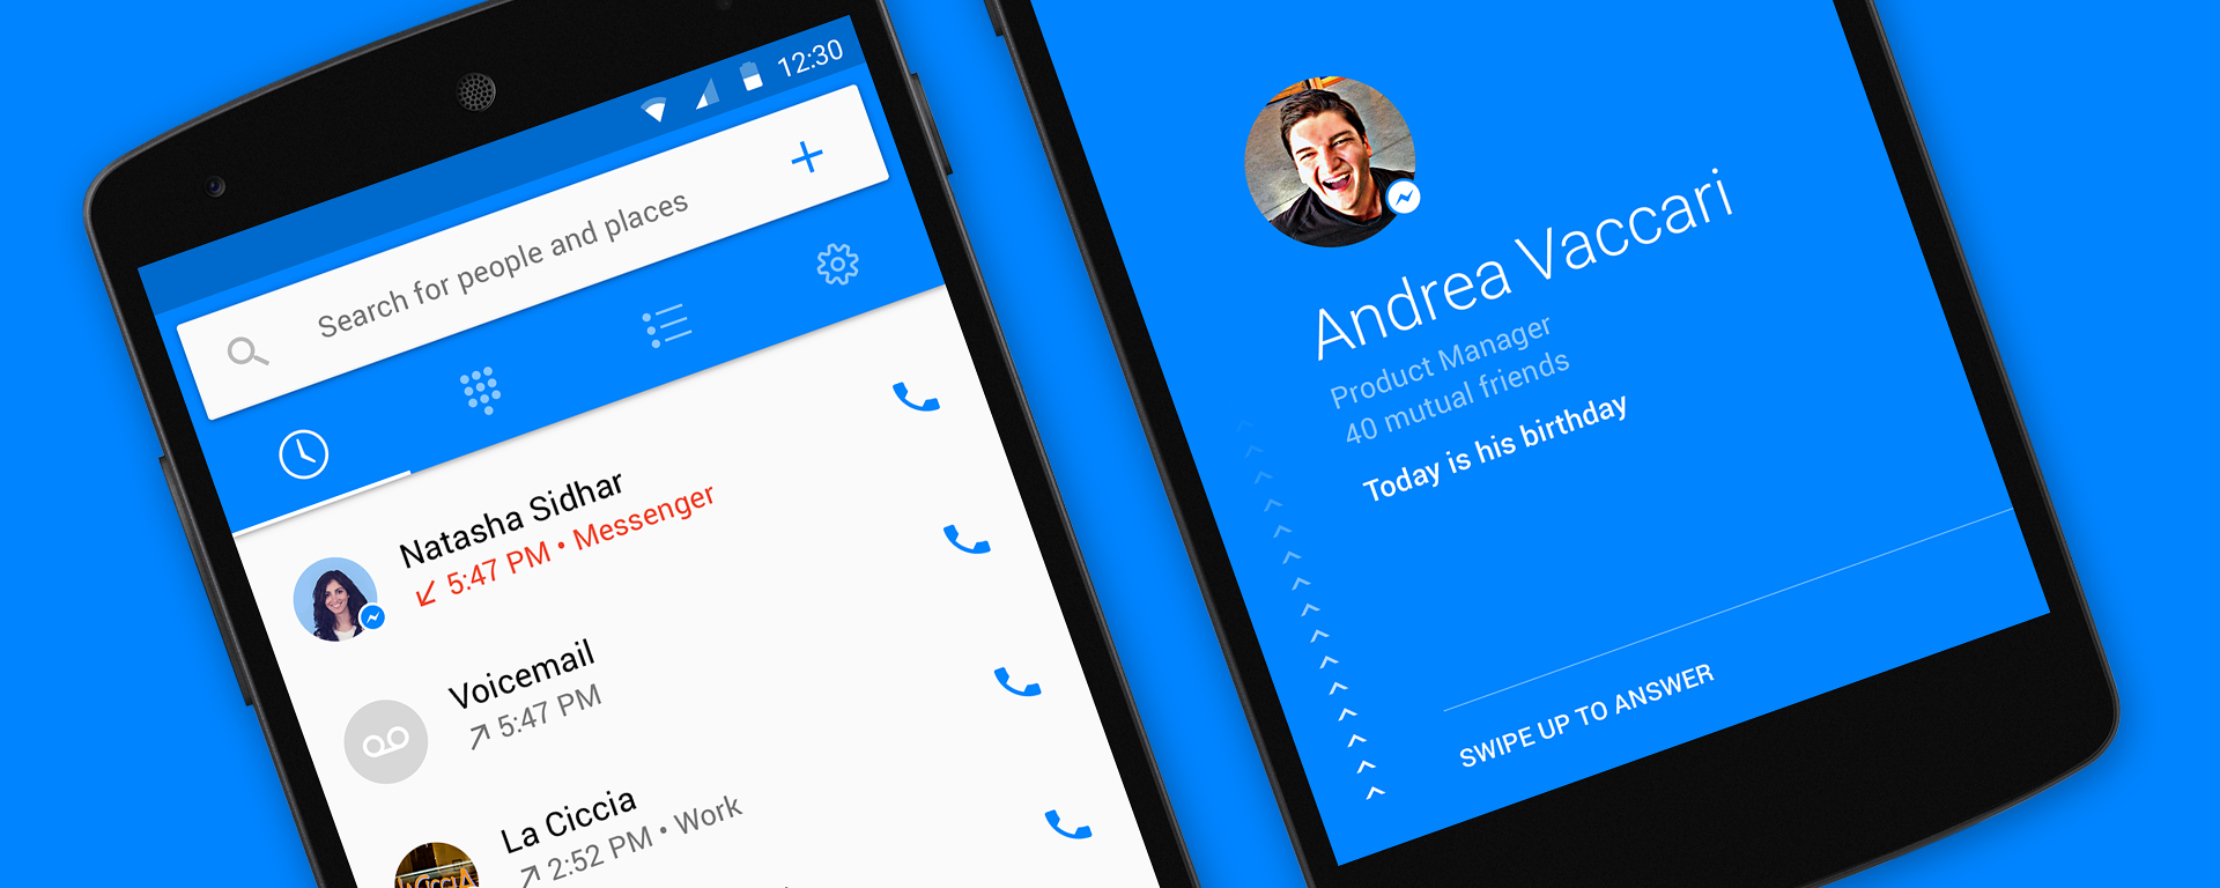 12:30
Search for people and places
Natasha Sidhar
5:47 PM • Messenger
Voicemail
5:47 PM
La Ciccia
2:52 PM • Work
Andrea Vaccari
Product Manager
40 mutual friends
Today is his birthday
SWIPE UP TO ANSWER